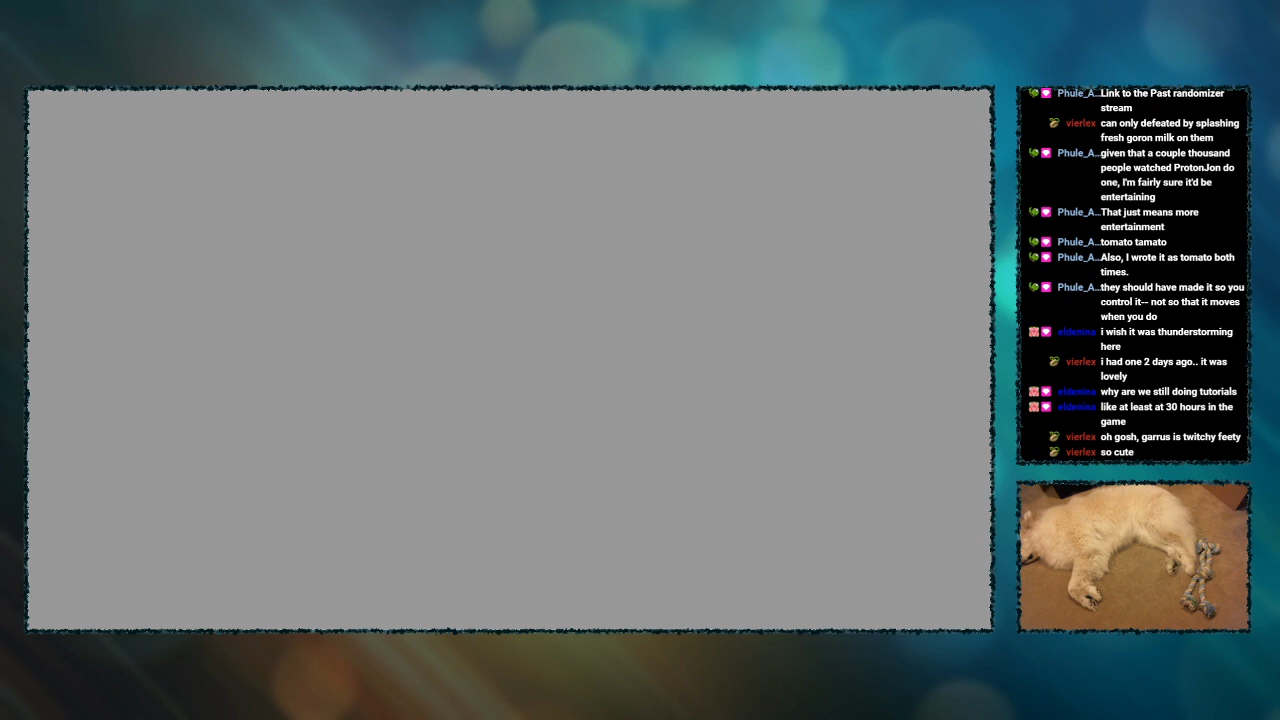 Phule_A... Link to the Past randomizer
stream
vierlex can only defeated by splashing
fresh goron milk on them
Phule_A... given that a couple thousand
people watched ProtonJon do
one, I'm fairly sure it'd be
entertaining
Phule_A... That just means more
entertainment
Phule_A... tomato tamato
Phule_A... Also, I wrote it as tomato both
times.
Phule_A... they should have made it so you
control it-- not so that it moves
when you do
eldenina i wish it was thunderstorming
here
vierlex i had one 2 days ago.. it was
lovely
eldenina why are we still doing tutorials
eldenina like at least at 30 hours in the
game
vierlex oh gosh, garrus is twitchy feety
vierlex so cute